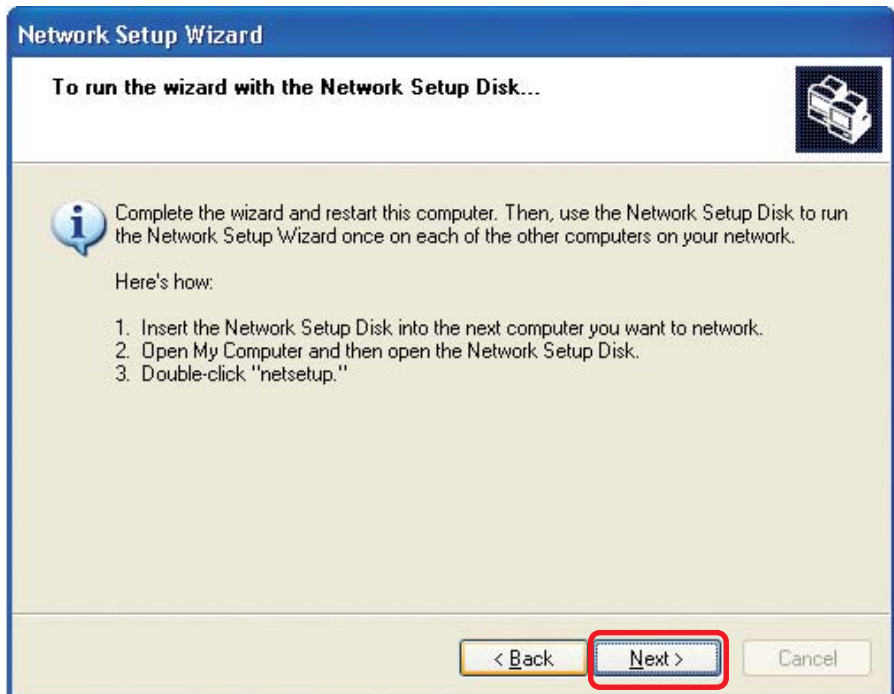 Network Setup Wizard
To run the wizard with the Network Setup Disk...
Complete the wizard and restart this computer. Then, use the Network Setup Disk to run
the Network Setup Wizard once on each of the other computers on your network.
Here's how:
1. Insert the Network Setup Disk into the next computer you want to network.
2. Open My Computer and then open the Network Setup Disk.
3. Double-click "netsetup."
< Back
Next >
Cancel